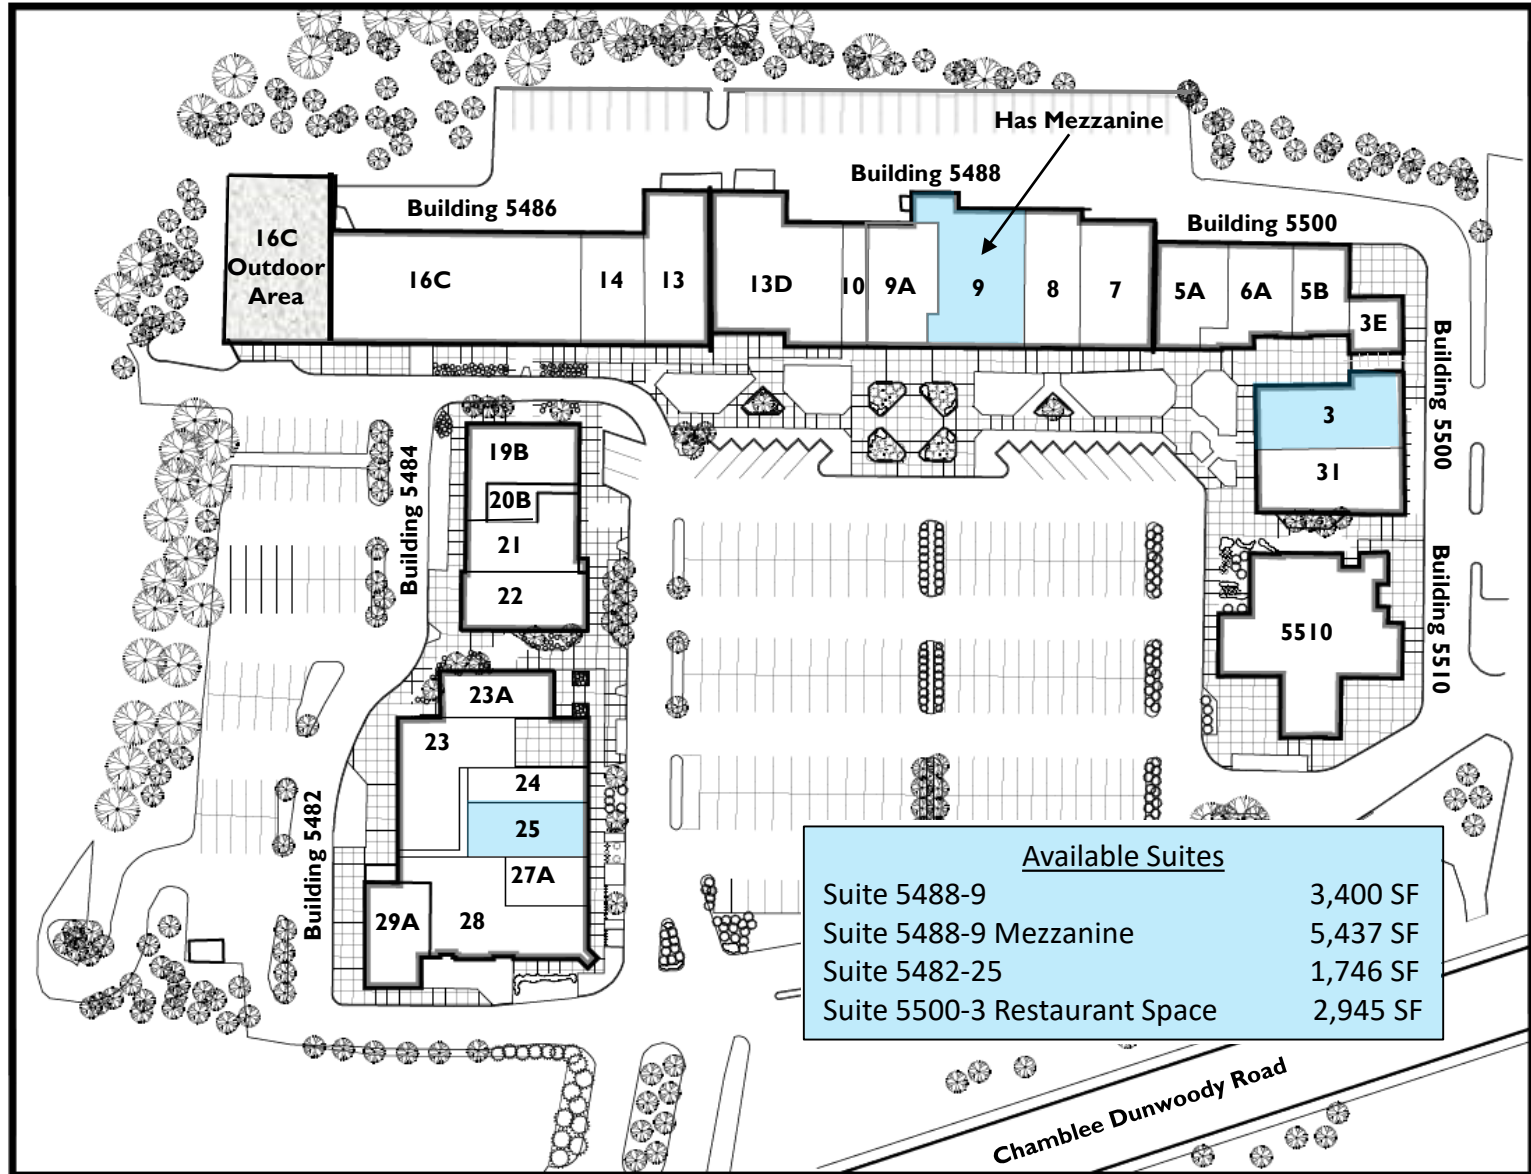 Has Mezzanine
Building 5488
Building 5486
Building 5500
16C
Outdoor
Area
16C
14
13
13D
10
9A
9
8
7
5A
6A
5B
3E
Building 5500
3
31
Building 5484
19B
20B
21
22
Building 5510
5510
23A
23
24
25
27A
Building 5482
29A
28
Available Suites
Suite 5488-9 3,400 SF
Suite 5488-9 Mezzanine 5,437 SF
Suite 5482-25 1,746 SF
Suite 5500-3 Restaurant Space 2,945 SF
Chamblee Dunwoody Road